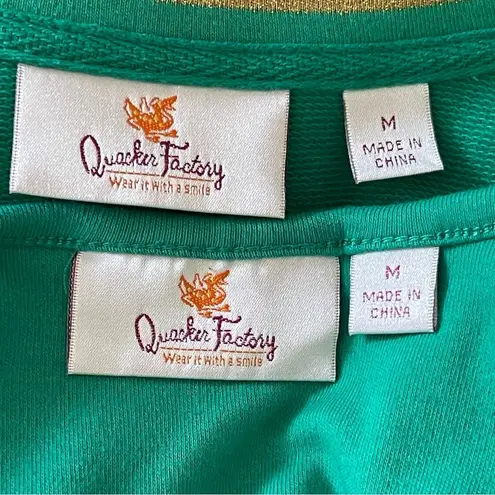 Quacker Factory
Wear it with a smile
M
MADE IN
CHINA
Quacker Factory
Wear it with a smile
M
MADE IN
CHINA